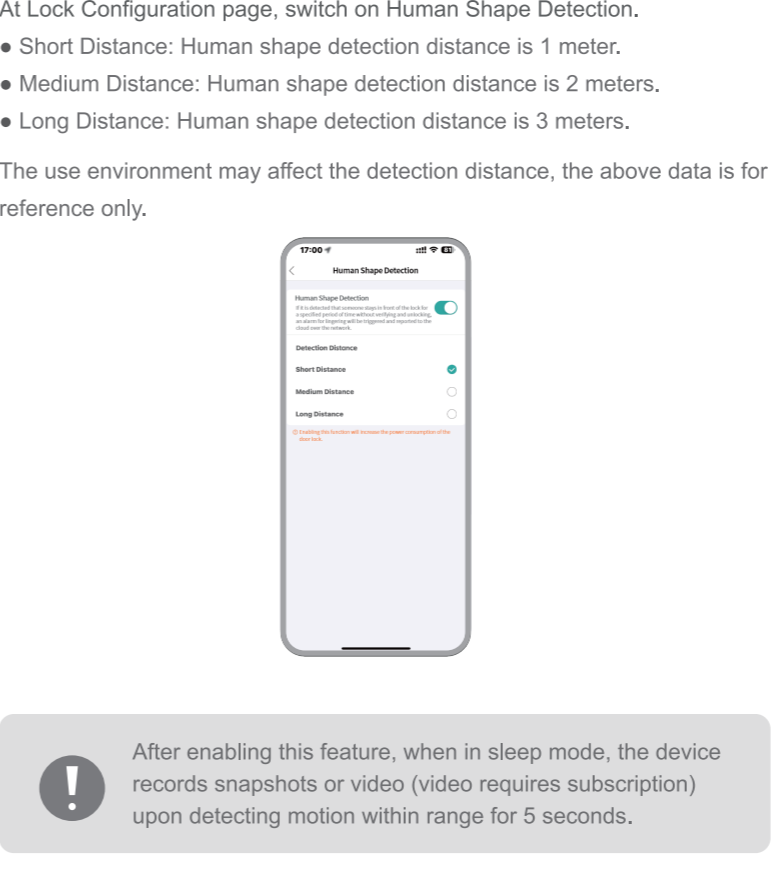 At Lock Configuration page, switch on Human Shape Detection.
● Short Distance: Human shape detection distance is 1 meter.
● Medium Distance: Human shape detection distance is 2 meters.
● Long Distance: Human shape detection distance is 3 meters.
The use environment may affect the detection distance, the above data is for
reference only.
17:00
81
Human Shape Detection
Human Shape Detection
If it is detected that someone stays in front of the lock for
a specified period of time without verifying and unlocking,
an alarm for lingering will be triggered and reported to the
cloud over the network.
Detection Distance
Short Distance
Medium Distance
Long Distance
Enabling this function will increase the power consumption of the
door lock.
After enabling this feature, when in sleep mode, the device
records snapshots or video (video requires subscription)
upon detecting motion within range for 5 seconds.